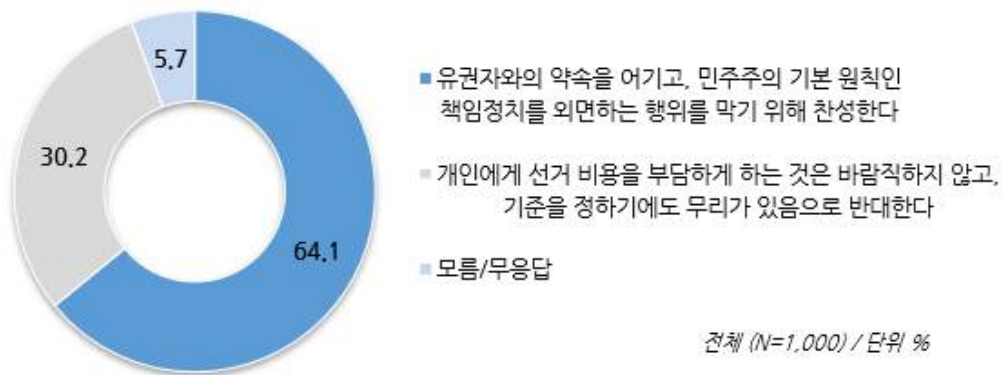 5.7
30.2
64.1
유권자와의 약속을 어기고, 민주주의 기본 원칙인
책임정치를 외면하는 행위를 막기 위해 찬성한다
개인에게 선거 비용을 부담하게 하는 것은 바람직하지 않고,
기준을 정하기에도 무리가 있음으로 반대한다
모름/무응답
전체 (N=1,000) / 단위 %